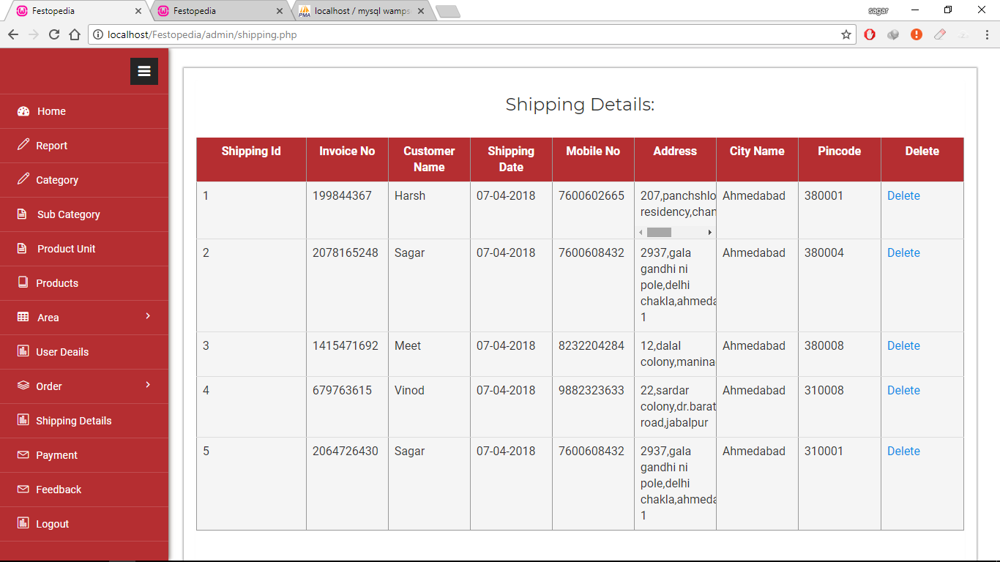 Festopedia
Festopedia
localhost / mysql wamps
sagar
localhost/Festopedia/admin/shipping.php
Home
Report
Category
Sub Category
Product Unit
Products
Area
User Deails
Order
Shipping Details
Payment
Feedback
Logout
Shipping Details:
Shipping Id
Invoice No
Customer
Name
Shipping
Date
Mobile No
Address
City Name
Pincode
Delete
1
199844367
Harsh
07-04-2018
7600602665
207,panchshlo
residency,chan
Ahmedabad
380001
Delete
2
2078165248
Sagar
07-04-2018
7600608432
2937,gala
gandhi ni
pole,delhi
chakla,ahmeda
1
Ahmedabad
380004
Delete
3
1415471692
Meet
07-04-2018
8232204284
12,dalal
colony,manina
Ahmedabad
380008
Delete
4
679763615
Vinod
07-04-2018
9882323633
22,sardar
colony,dr.barat
road,jabalpur
Ahmedabad
310008
Delete
5
2064726430
Sagar
07-04-2018
7600608432
2937,gala
gandhi ni
pole,delhi
chakla,ahmeda
1
Ahmedabad
310001
Delete